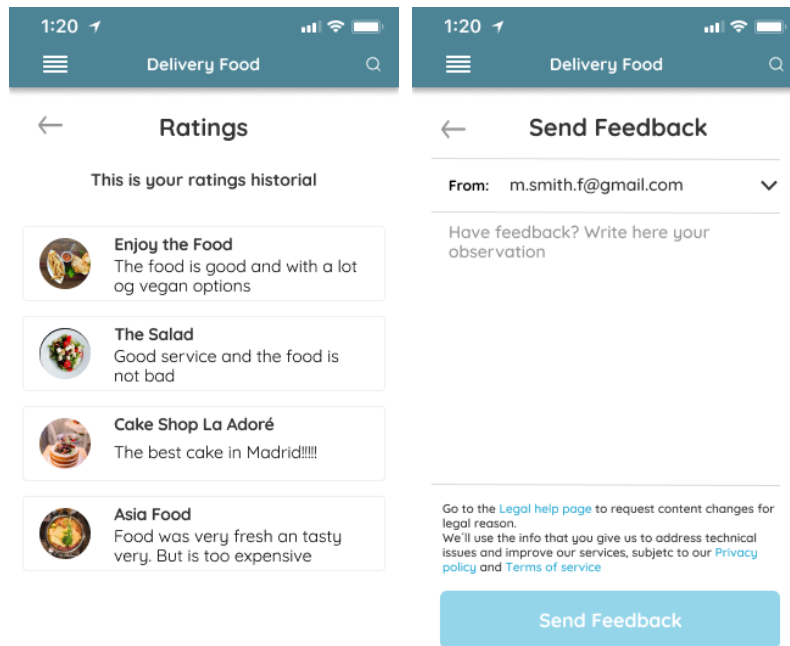 1:20
Delivery Food
Ratings
This is your ratings historial
Enjoy the Food
The food is good and with a lot
og vegan options
The Salad
Good service and the food is
not bad
Cake Shop La Adoré
The best cake in Madrid!!!!!
Asia Food
Food was very fresh an tasty
very. But is too expensive
1:20
Delivery Food
Send Feedback
From: m.smith.f@gmail.com
Have feedback? Write here your
observation
Go to the Legal help page to request content changes for
legal reason.
We'll use the info that you give us to address technical
issues and improve our services, subjetc to our Privacy
policy and Terms of service
Send Feedback